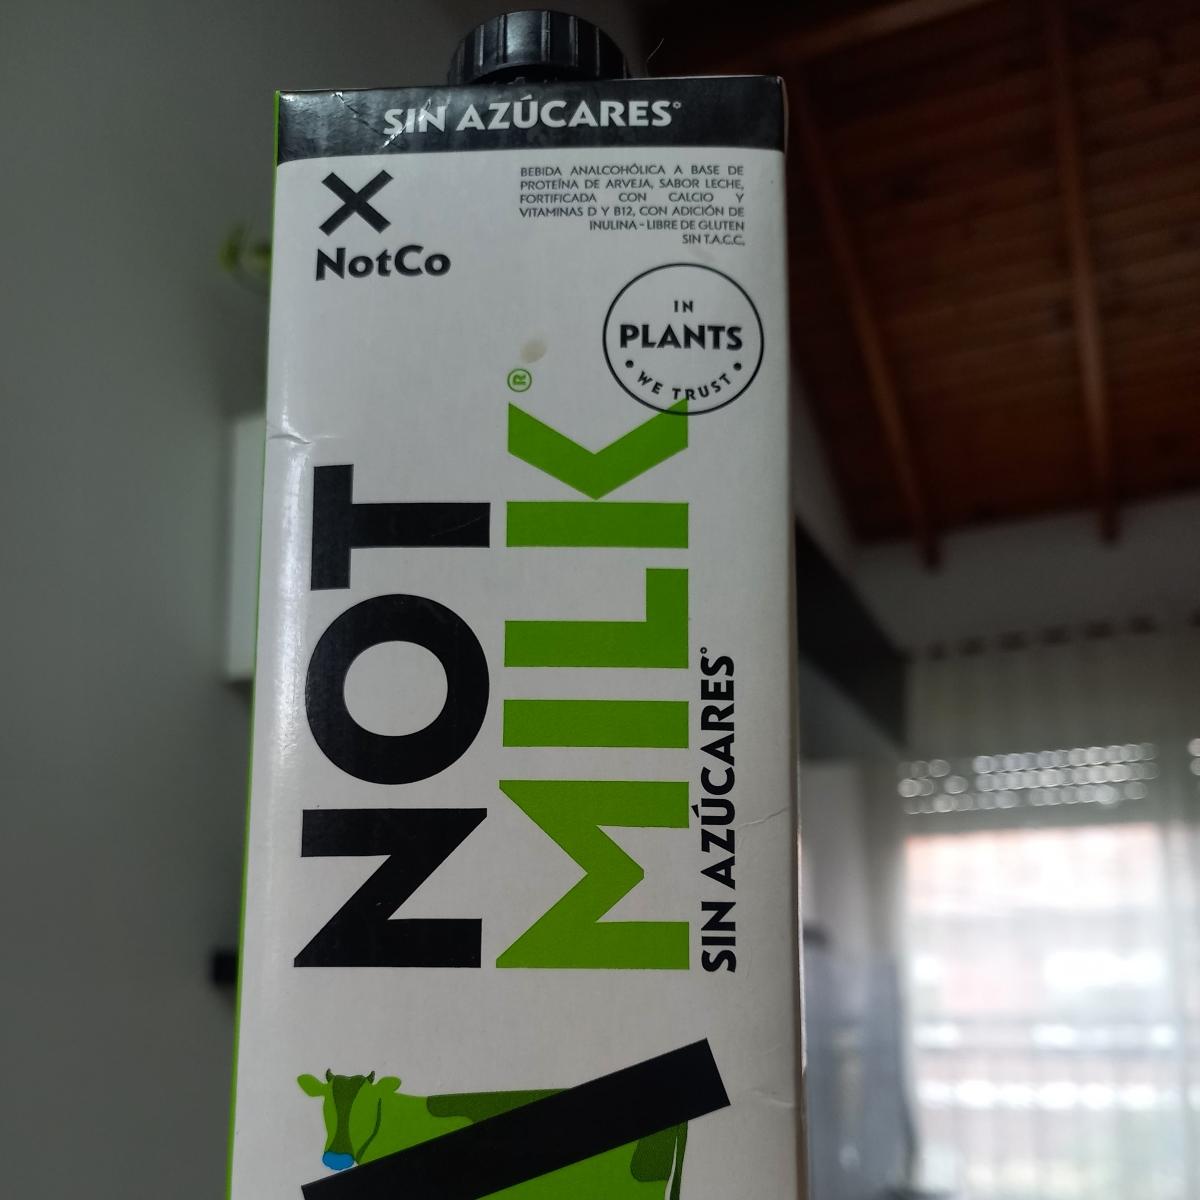 SIN AZÚCARES°
NotCo
BEBIDA ANALCOHÓLICA A BASE DE
PROTEÍNA DE ARVEJA, SABOR LECHE,
FORTIFICADA CON CALCIO Y
VITAMINAS D Y B12, CON ADICIÓN DE
INULINA - LIBRE DE GLUTEN
SIN T.A.C.C.
IN
PLANTS
• WE TRUST •
NOT
MILK®
SIN AZÚCARES°